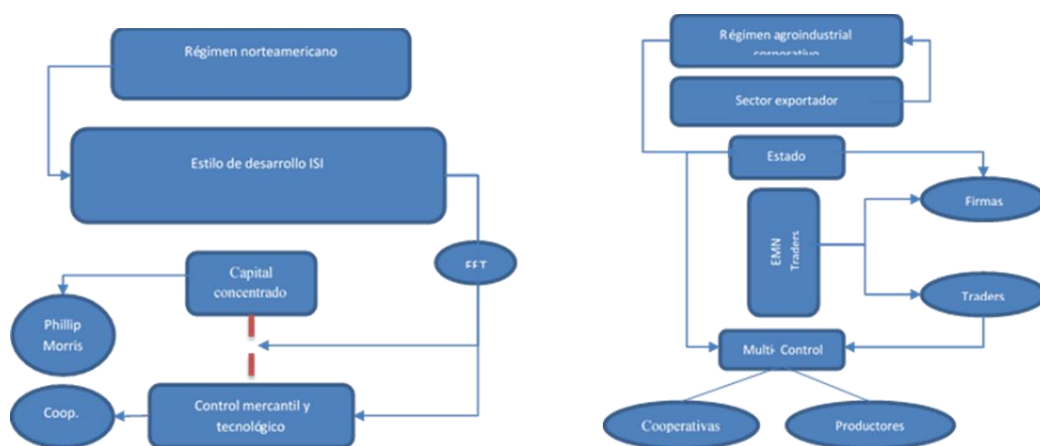 Régimen norteamericano
Estilo de desarrollo ISI
Capital
concentrado
Phillip
Morris
Coop.
Control mercantil y
tecnológico
Régimen agroindustrial
corporativo
Sector exportador
Estado
Firmas
EMN
Traders
Traders
Multi- Control
Cooperativas
Productores